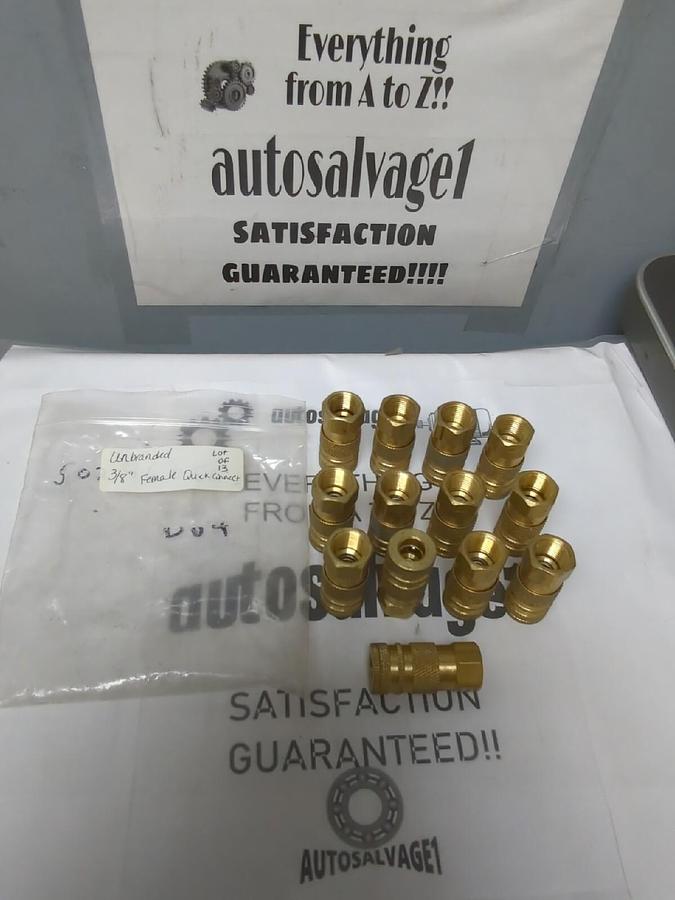 Everything
from A to Z!!
autosalvage1
SATISFACTION
GUARANTEED!!!!
Unbranded
Lot
of
13
3/8" Female Quick Connect
SATISFACTION
GUARANTEED!!
AUTOSALVAGE1